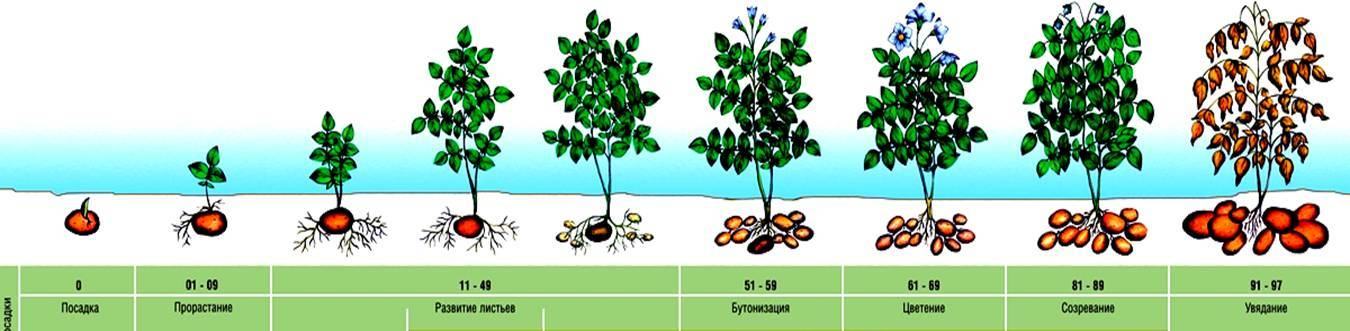 0 01 - 09 11 - 49 51 - 59 61 - 69 81 - 89 91 - 97
Посадка Прорастание Развитие листьев Бутонизация Цветение Созревание Увядание